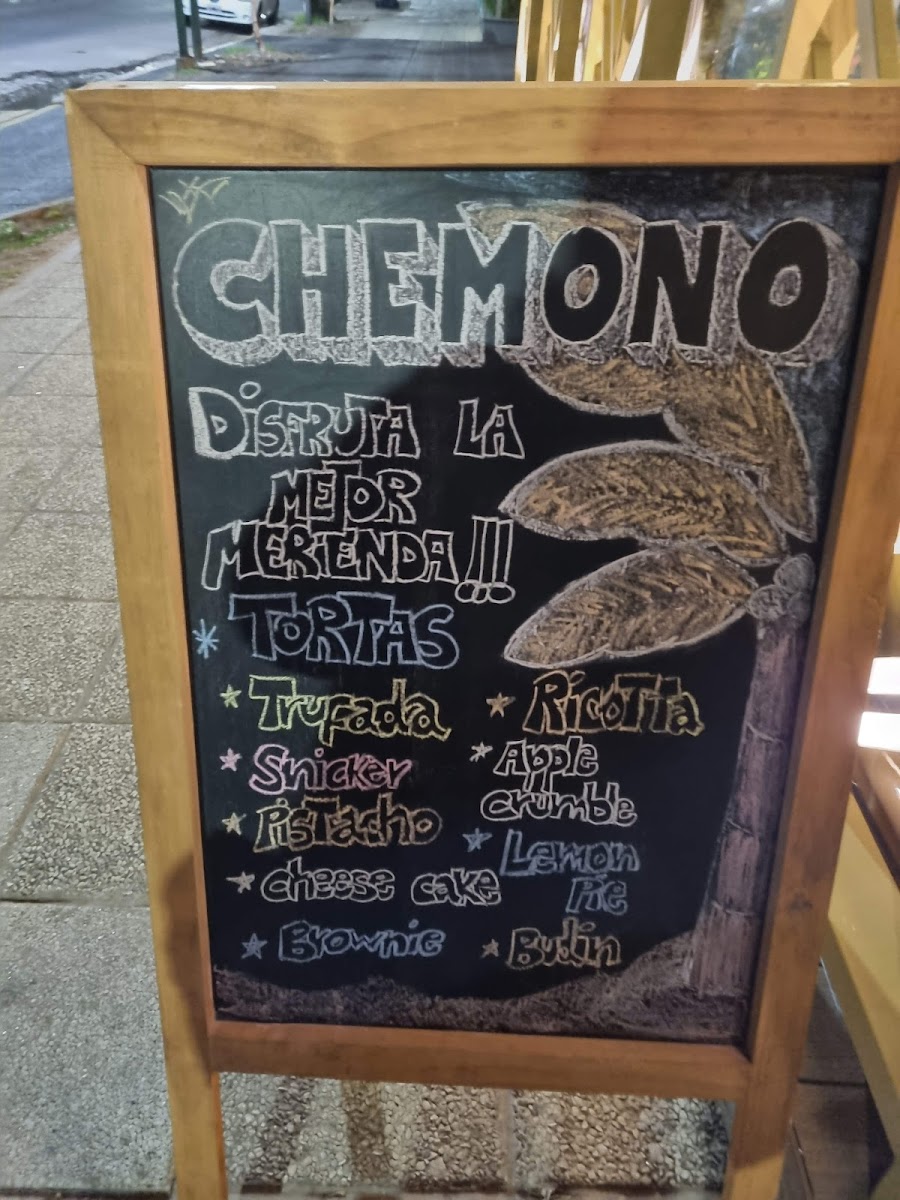 CHEMONO
DISFRUTA LA
MEJOR
MERIENDA!!!
* TORTAS
Trufada
Snicker
PISTacho
cheese cake
Brownie
RicoTTa
Apple
crumble
Lemon
Pie
Budin